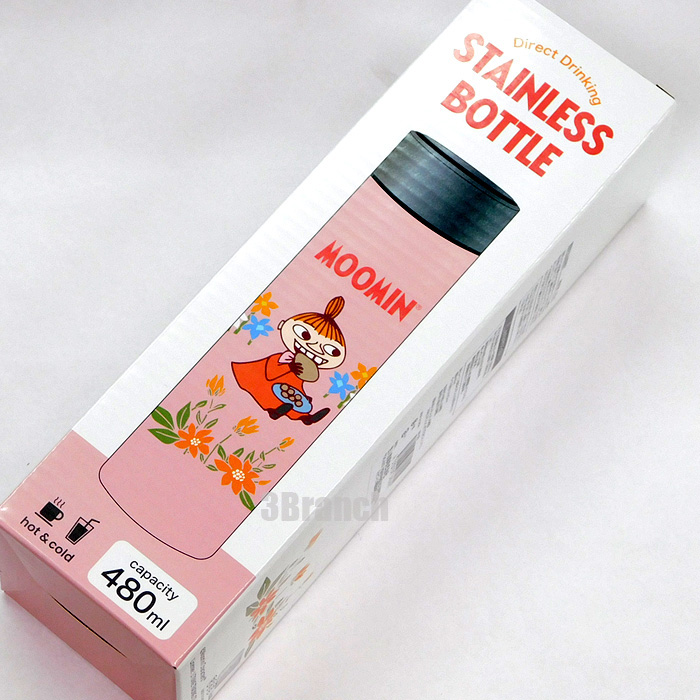 Direct Drinking
STAINLESS
BOTTLE
MOOMIN
3Branch
hot & cold
capacity
480ml